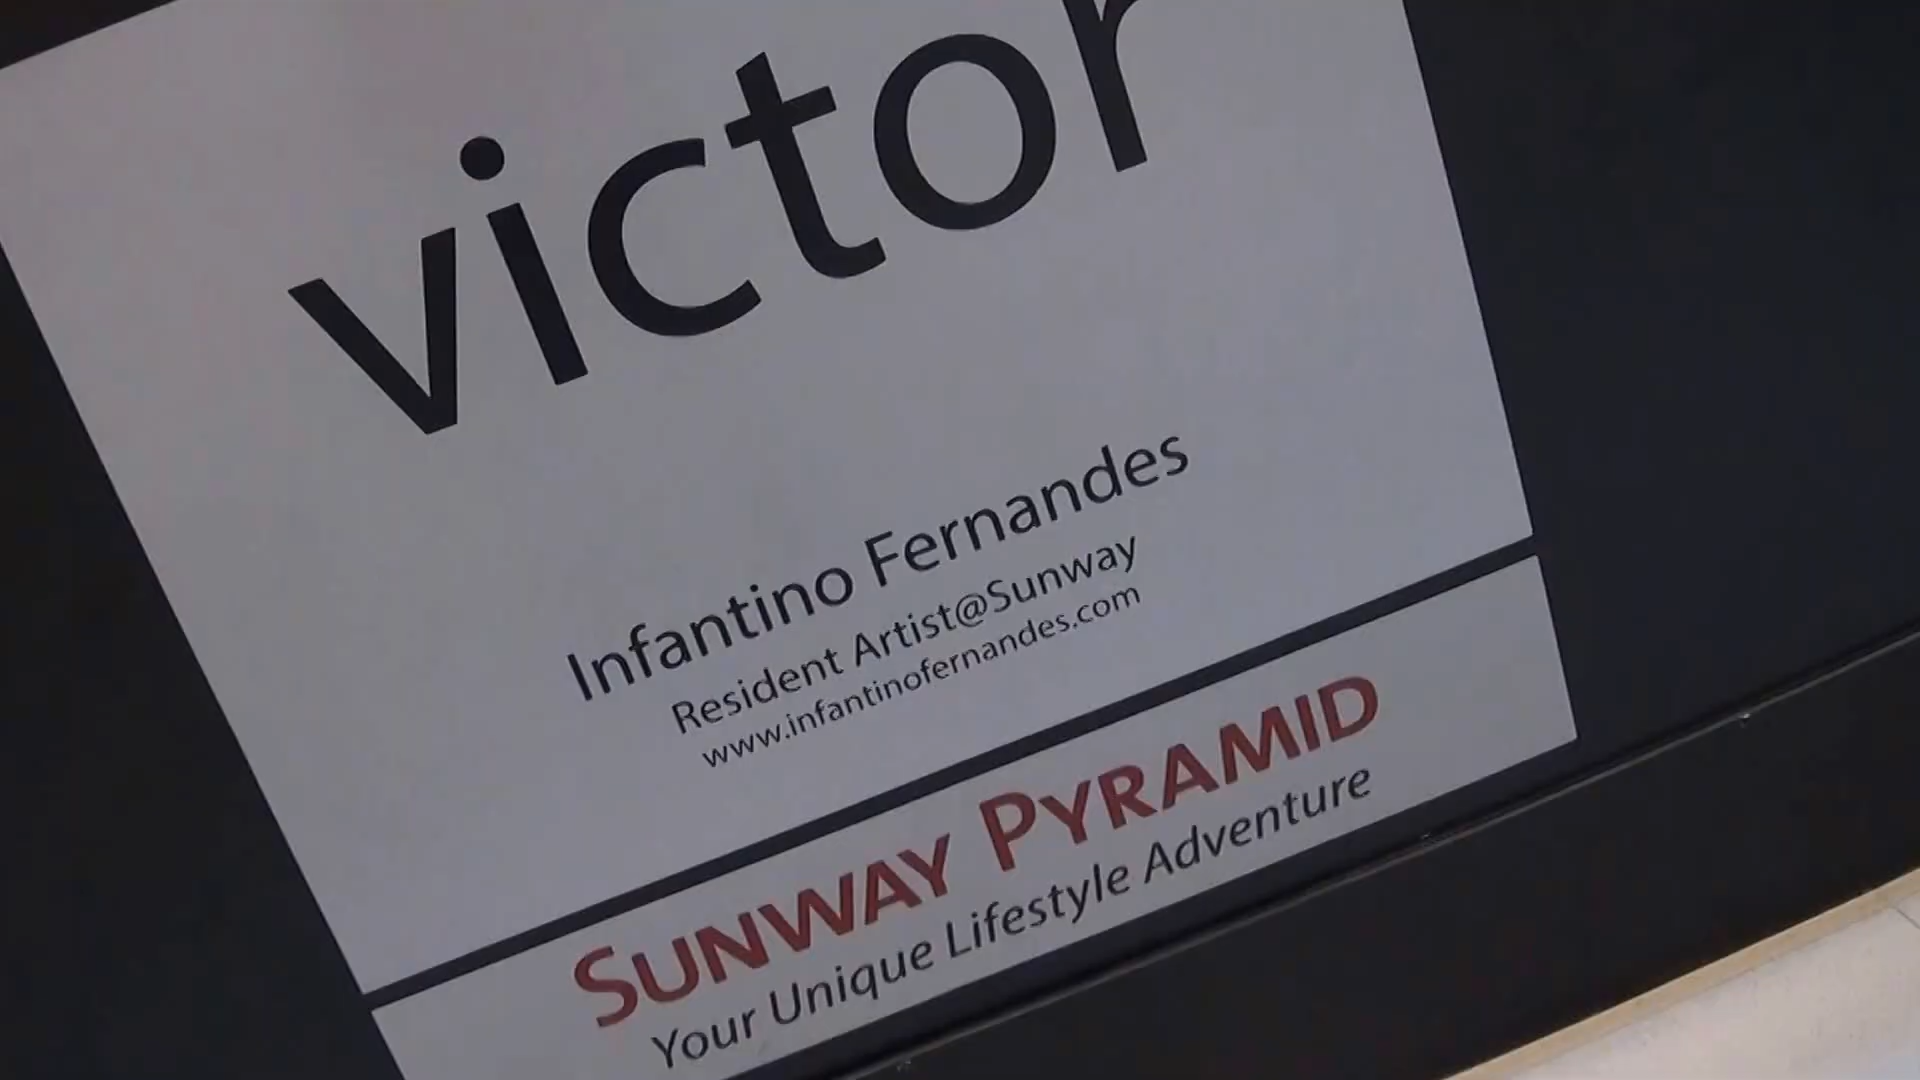 victor
Infantino Fernandes
Resident Artist@Sunway
www.infantinofernandes.com
SUNWAY PYRAMID
Your Unique Lifestyle Adventure